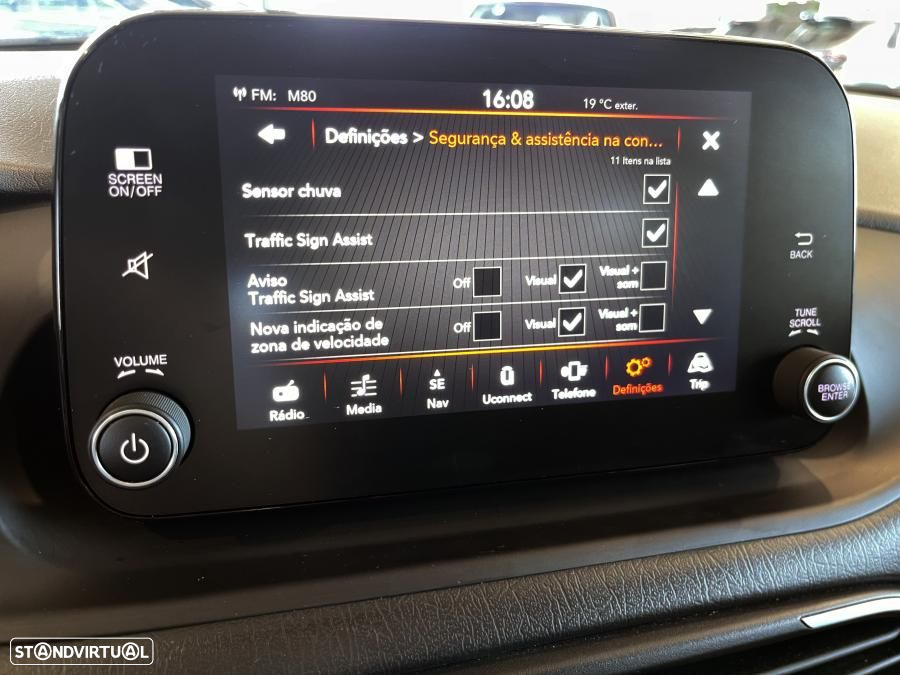 FM: M80
16:08
19 °C exter.
Definições > Segurança & assistência na con...
11 Itens na lista
Sensor chuva
Traffic Sign Assist
Aviso
Traffic Sign Assist
Off
Visual
Visual +
som
Nova indicação de
zona de velocidade
Off
Visual
Visual +
som
Rádio
Media
SE
Nav
Uconnect
Telefone
Definições
Trip
SCREEN
ON/OFF
VOLUME
BACK
TUNE
SCROLL
BROWSE
ENTER
STANDVIRTUAL